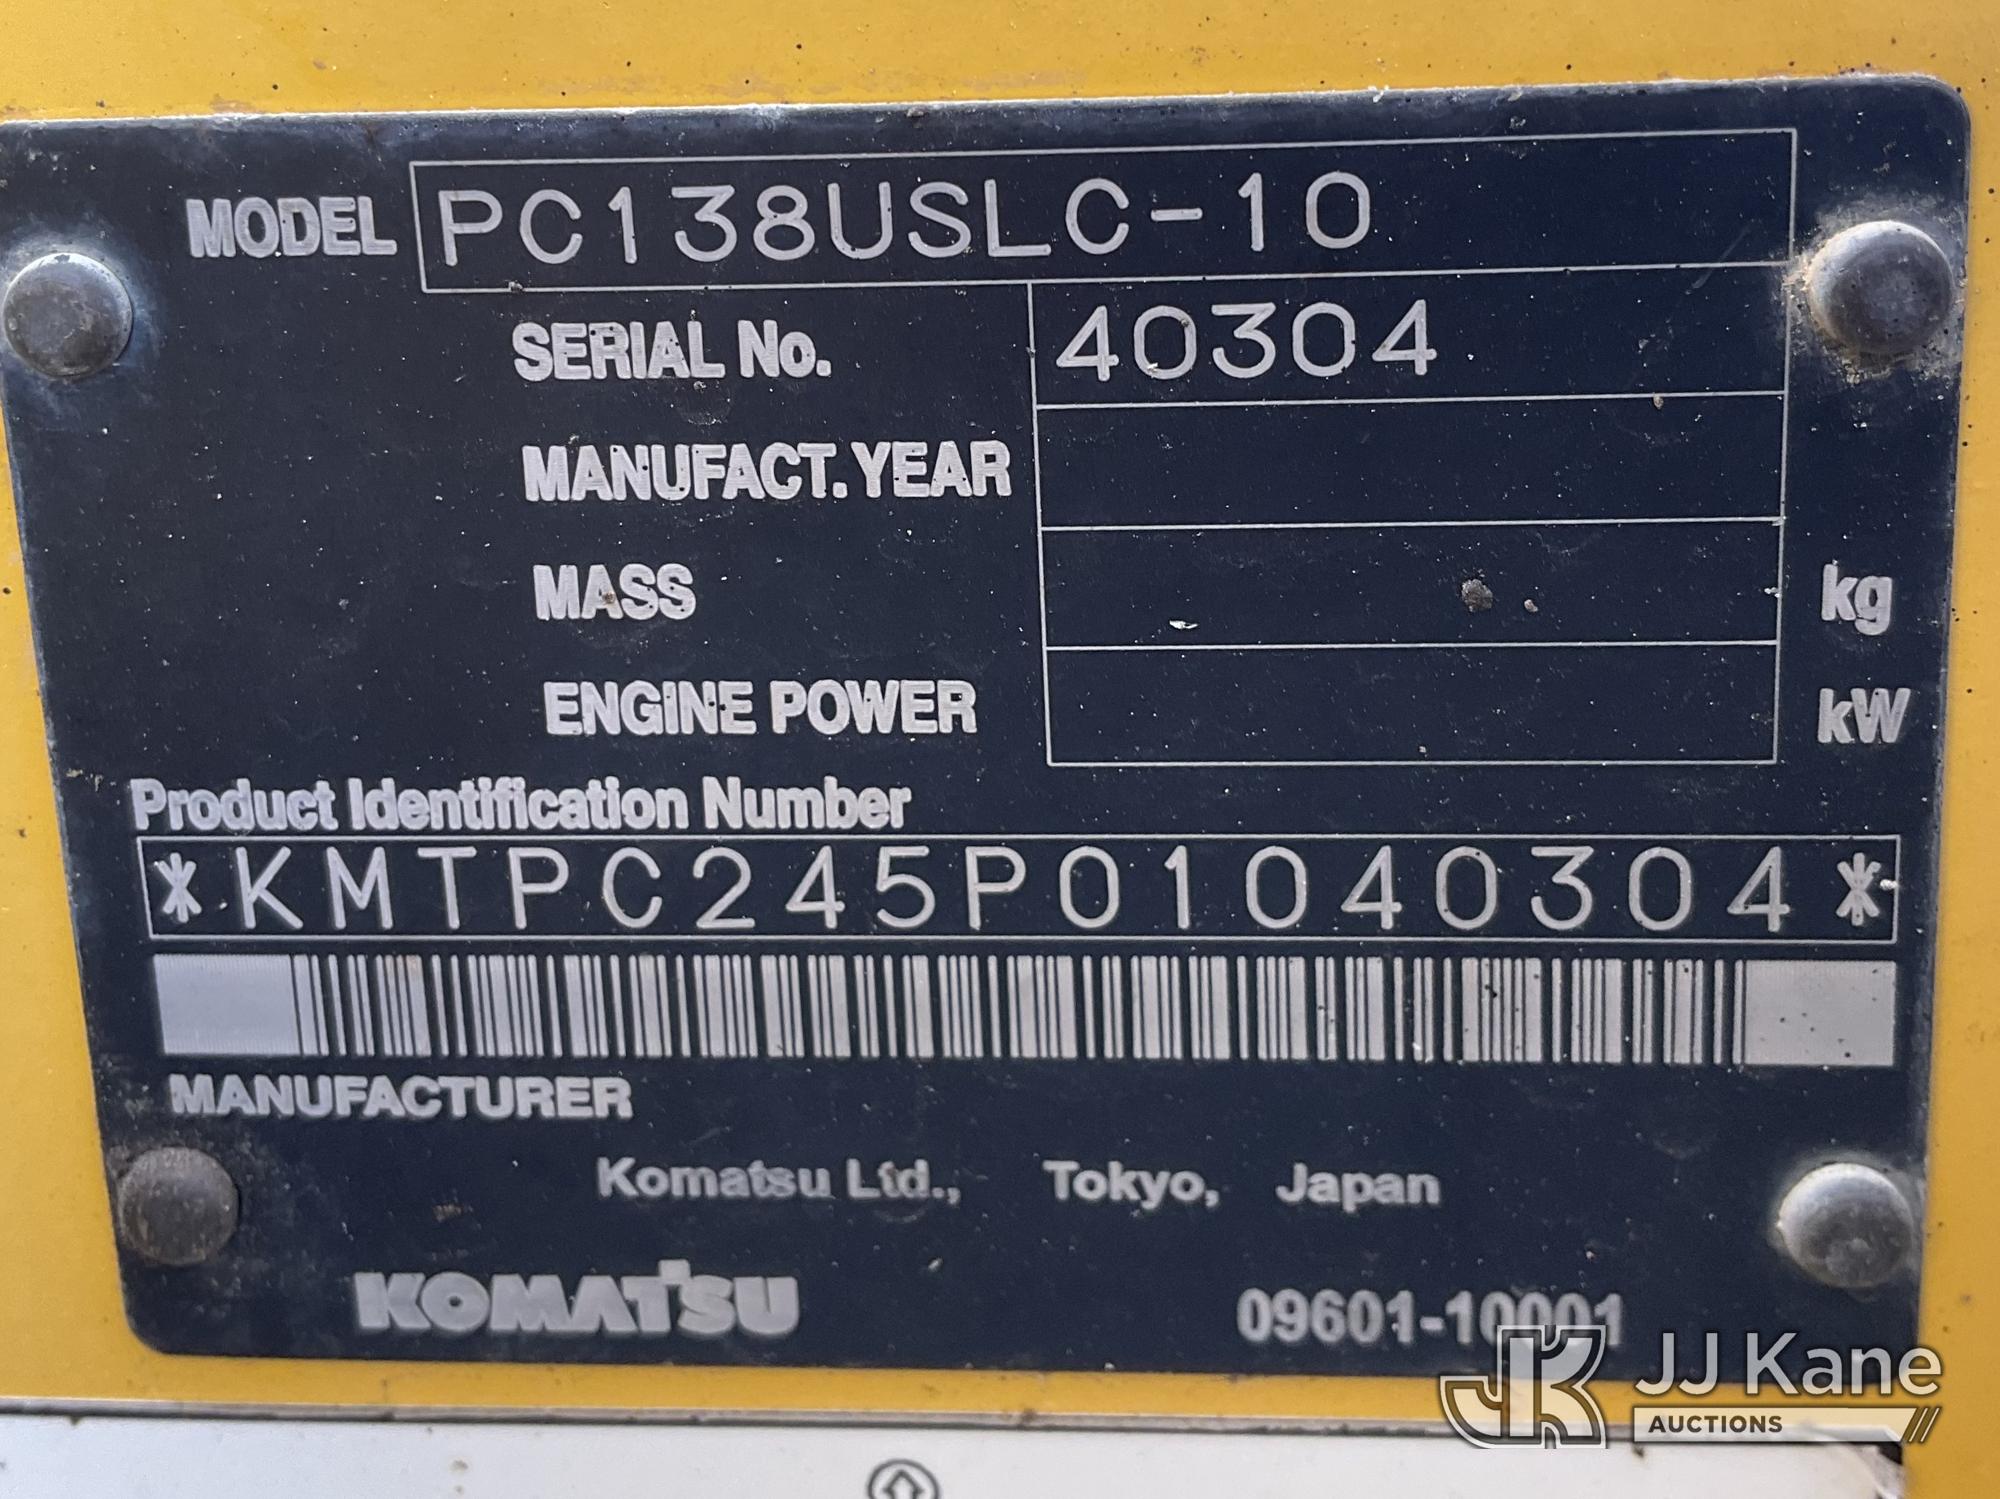 MODEL PC138USLC-10
SERIAL No. 40304
MANUFACT.YEAR
MASS kg
ENGINE POWER kW
Product Identification Number
*KMTPC245P01040304*
MANUFACTURER
Komatsu Ltd., Tokyo, Japan
KOMATSU 09601-10001
JK JJ Kane
AUCTIONS